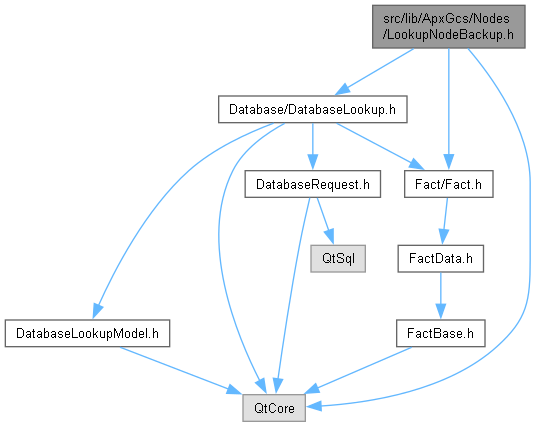 src/lib/ApxGcs/Nodes
/LookupNodeBackup.h
Database/DatabaseLookup.h
DatabaseRequest.h
Fact/Fact.h
QtSql
FactData.h
DatabaseLookupModel.h
FactBase.h
QtCore